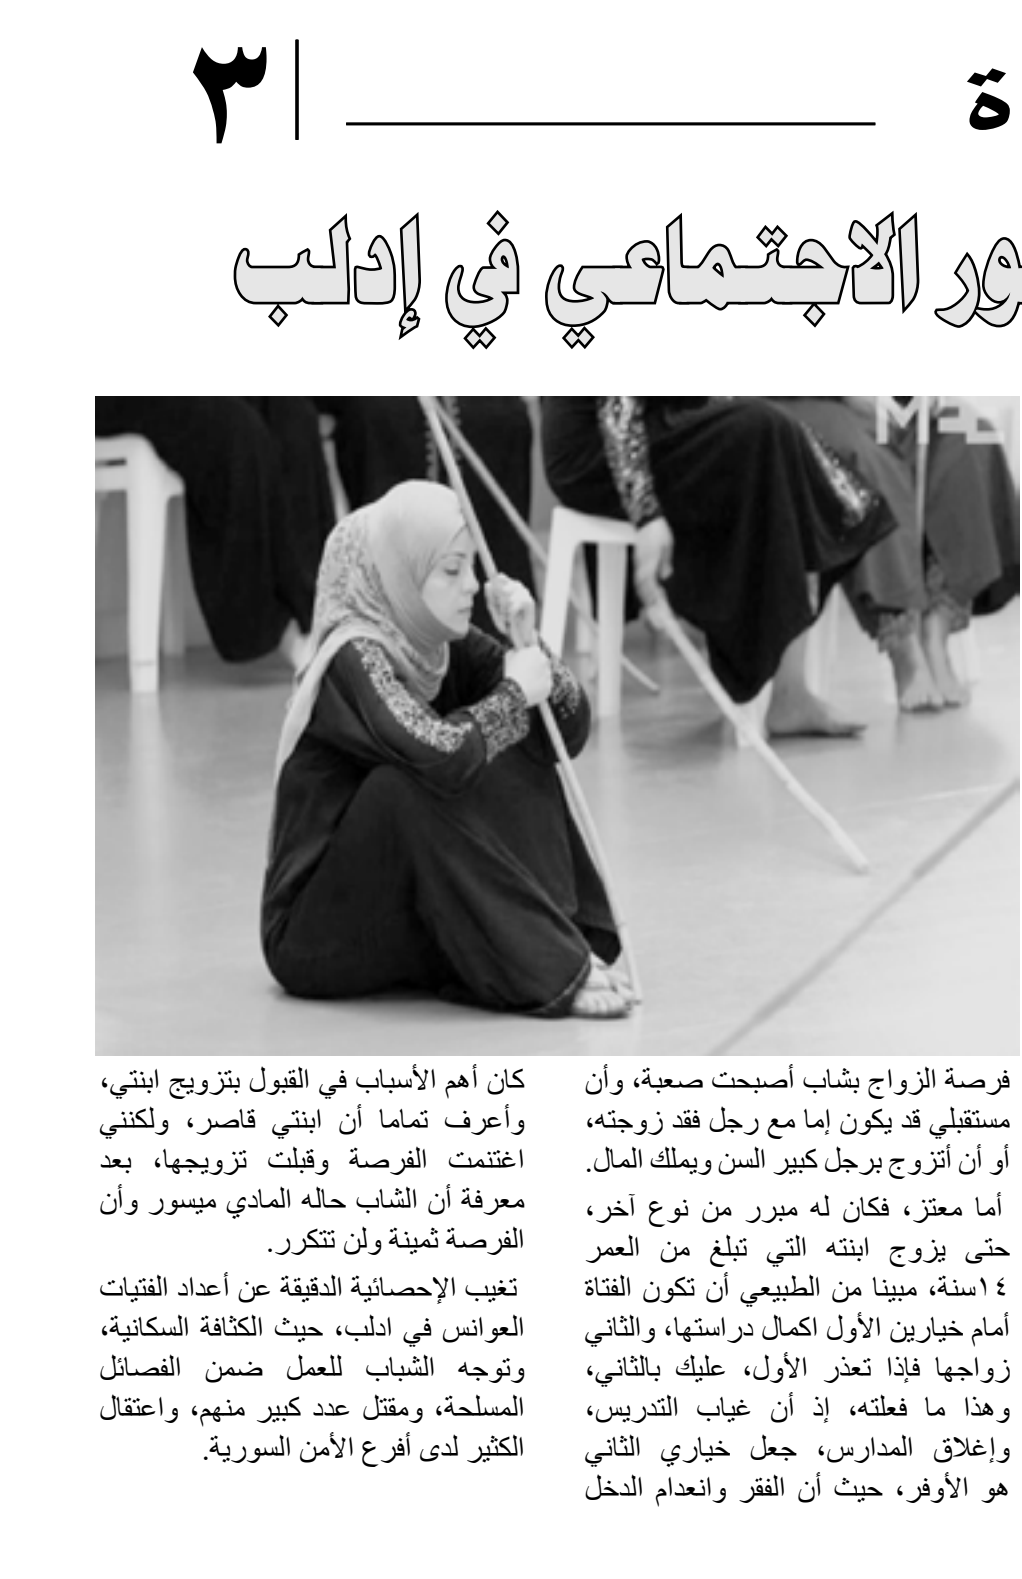 ة
٣
ور الاجتماعي في إدلب
فرصة الزواج بشاب أصبحت صعبة، وأن
مستقبلي قد يكون إما مع رجل فقد زوجته،
أو أن أتزوج برجل كبير السن ويملك المال.
أما معتز، فكان له مبرر من نوع آخر،
حتى يزوج ابنته التي تبلغ من العمر
١٤سنة، مبينا من الطبيعي أن تكون الفتاة
أمام خيارين الأول اكمال دراستها، والثاني
زواجها فإذا تعذر الأول، عليك بالثاني،
وهذا ما فعلته، إذ أن غياب التدريس،
وإغلاق المدارس، جعل خياري الثاني
هو الأوفر، حيث أن الفقر وانعدام الدخل
كان أهم الأسباب في القبول بتزويج ابنتي،
وأعرف تماما أن ابنتي قاصر، ولكنني
اغتنمت الفرصة وقبلت تزويجها، بعد
معرفة أن الشاب حاله المادي ميسور وأن
الفرصة ثمينة ولن تتكرر.
تغيب الإحصائية الدقيقة عن أعداد الفتيات
العوانس في ادلب، حيث الكثافة السكانية،
وتوجه الشباب للعمل ضمن الفصائل
المسلحة، ومقتل عدد كبير منهم، واعتقال
الكثير لدى أفرع الأمن السورية.